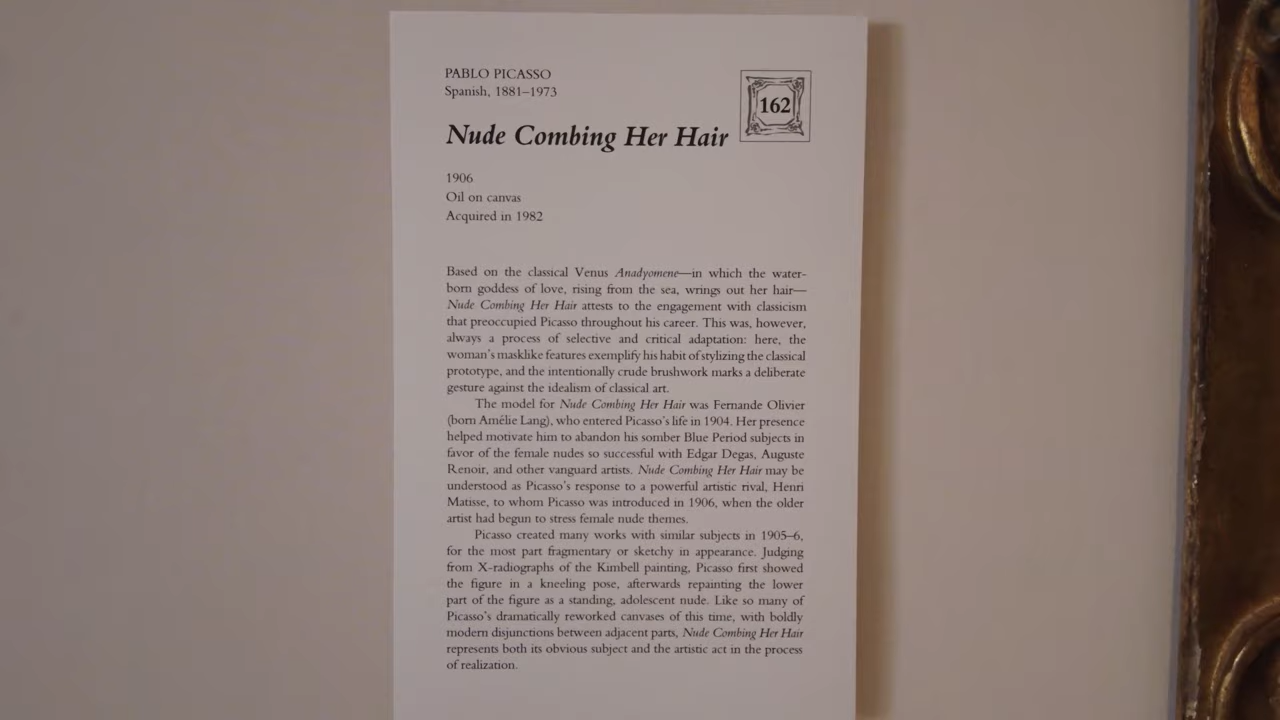 PABLO PICASSO
Spanish, 1881–1973
162
Nude Combing Her Hair
1906
Oil on canvas
Acquired in 1982
Based on the classical Venus Anadyomene—in which the water-
born goddess of love, rising from the sea, wrings out her hair—
Nude Combing Her Hair attests to the engagement with classicism
that preoccupied Picasso throughout his career. This was, however,
always a process of selective and critical adaptation: here, the
woman's masklike features exemplify his habit of stylizing the classical
prototype, and the intentionally crude brushwork marks a deliberate
gesture against the idealism of classical art.
The model for Nude Combing Her Hair was Fernande Olivier
(born Amélie Lang), who entered Picasso's life in 1904. Her presence
helped motivate him to abandon his somber Blue Period subjects in
favor of the female nudes so successful with Edgar Degas, Auguste
Renoir, and other vanguard artists. Nude Combing Her Hair may be
understood as Picasso's response to a powerful artistic rival, Henri
Matisse, to whom Picasso was introduced in 1906, when the older
artist had begun to stress female nude themes.
Picasso created many works with similar subjects in 1905–6,
for the most part fragmentary or sketchy in appearance. Judging
from X-radiographs of the Kimbell painting, Picasso first showed
the figure in a kneeling pose, afterwards repainting the lower
part of the figure as a standing, adolescent nude. Like so many of
Picasso's dramatically reworked canvases of this time, with boldly
modern disjunctions between adjacent parts, Nude Combing Her Hair
represents both its obvious subject and the artistic act in the process
of realization.